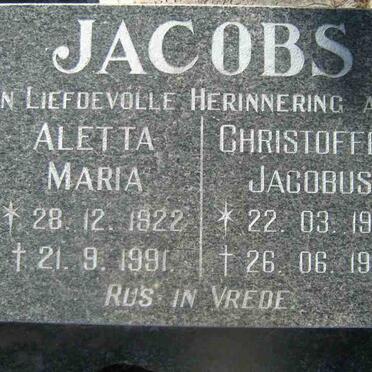 JACOBS
N LIEFDEVOLLE HERINNERING A
ALETTA MARIA
* 28. 12. 1922
† 21. 9. 1991.
CHRISTOFF
JACOBUS
* 22. 03. 19
† 26. 06. 19
RUS IN VREDE